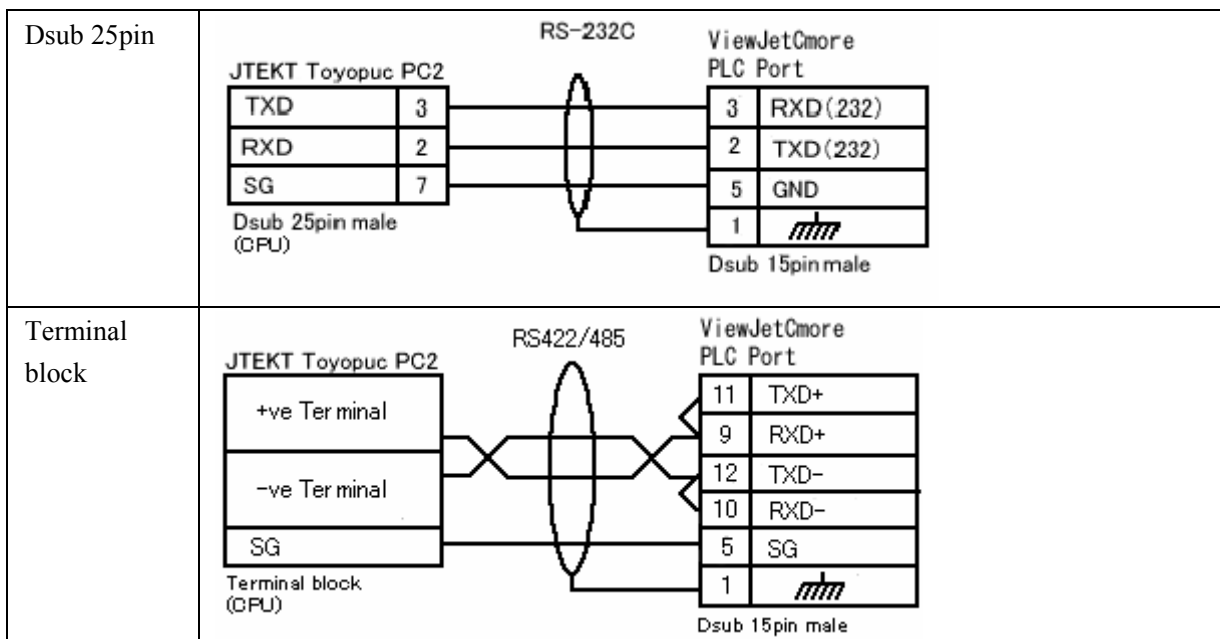 Dsub 25pin
RS-232C
ViewJetCmore
PLC Port
JTEKT Toyopuc PC2
TXD 3
RXD 2
SG 7
3 RXD(232)
2 TXD(232)
5 GND
1
Dsub 25pin male
(CPU)
Dsub 15pin male
Terminal
block
RS422/485
ViewJetCmore
PLC Port
JTEKT Toyopuc PC2
+ve Terminal
-ve Terminal
SG
11 TXD+
9 RXD+
12 TXD-
10 RXD-
5 SG
1
Terminal block
(CPU)
Dsub 15pin male